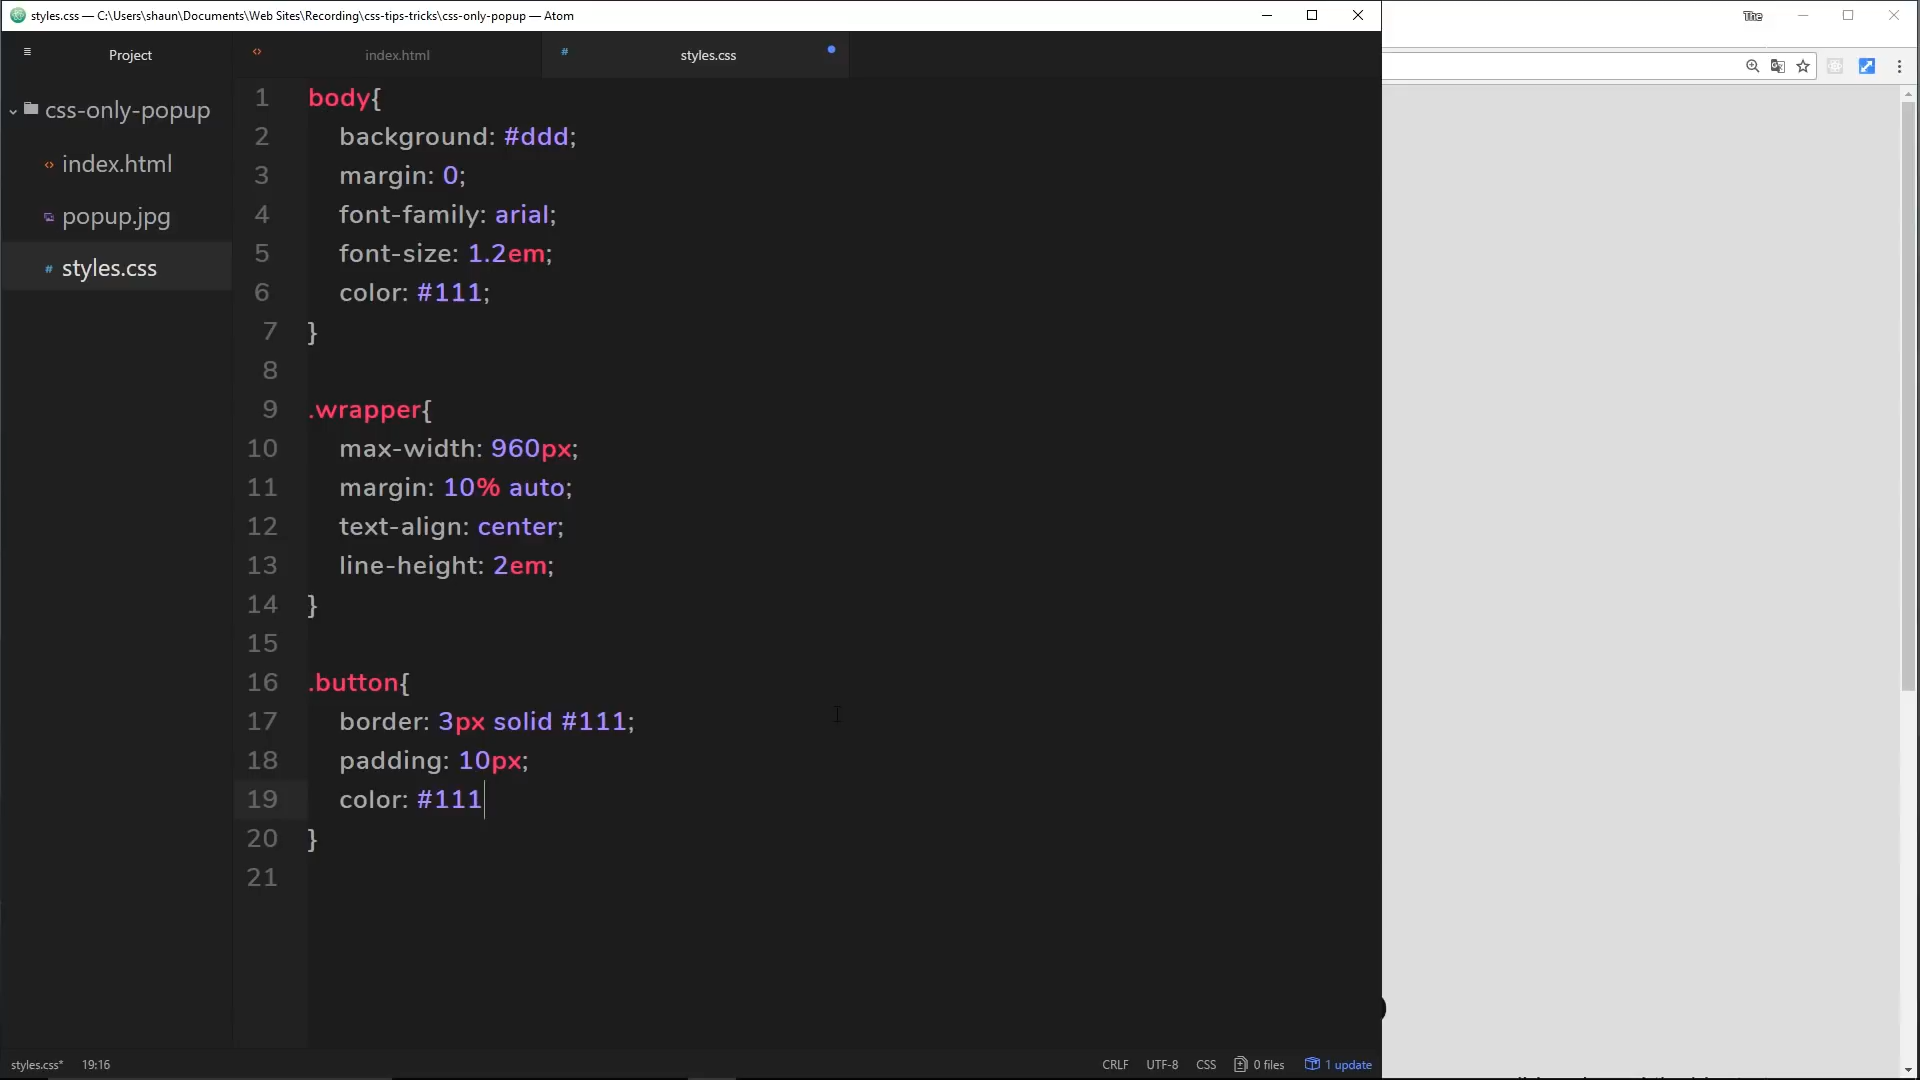 styles.css — C:\Users\shaun\Documents\Web Sites\Recording\css-tips-tricks\css-only-popup — Atom
The
Project
index.html
styles.css
css-only-popup
index.html
popup.jpg
styles.css
1 body{
2 background: #ddd;
3 margin: 0;
4 font-family: arial;
5 font-size: 1.2em;
6 color: #111;
7 }
8
9 .wrapper{
10 max-width: 960px;
11 margin: 10% auto;
12 text-align: center;
13 line-height: 2em;
14 }
15
16 .button{
17 border: 3px solid #111;
18 padding: 10px;
19 color: #111
20 }
21
styles.css* 19:16 CRLF UTF-8 CSS 0 files 1 update